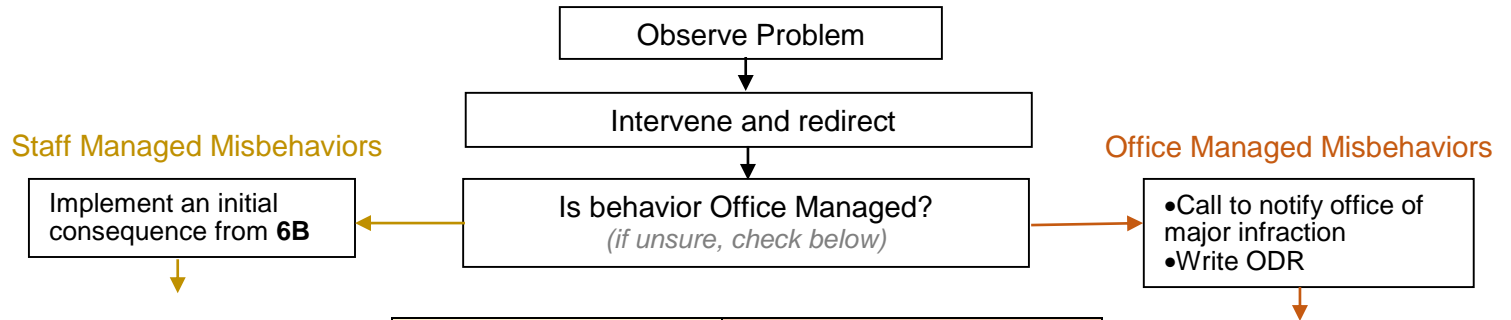 Observe Problem
Intervene and redirect
Staff Managed Misbehaviors
Office Managed Misbehaviors
Implement an initial
consequence from 6B
Is behavior Office Managed?
(if unsure, check below)
•Call to notify office of
major infraction
•Write ODR